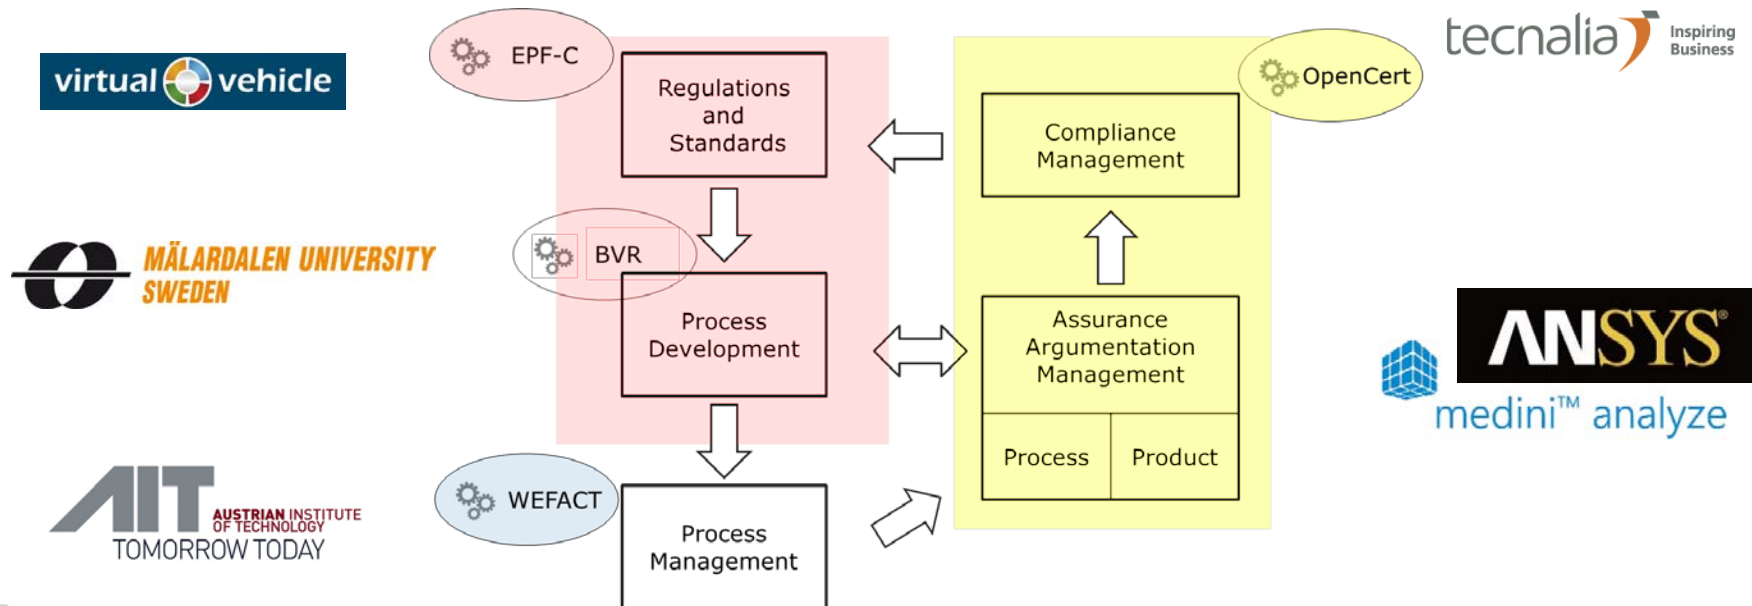 virtual vehicle
MÄLARDALEN UNIVERSITY
SWEDEN
AIT
AUSTRIAN INSTITUTE
OF TECHNOLOGY
TOMORROW TODAY
EPF-C
Regulations
and
Standards
BVR
Process
Development
WEFACT
Process
Management
OpenCert
Compliance
Management
Assurance
Argumentation
Management
Process
Product
tecnalia
Inspiring
Business
ANSYS®
medini™ analyze